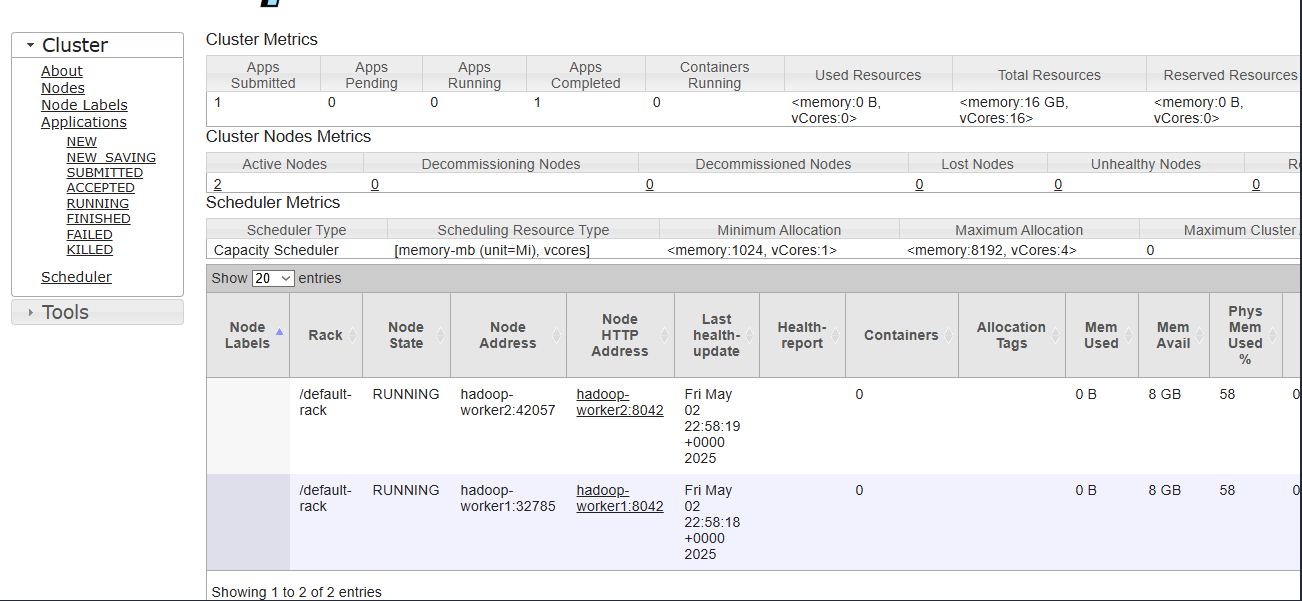 Cluster
About
Nodes
Node Labels
Applications
NEW
NEW_SAVING
SUBMITTED
ACCEPTED
RUNNING
FINISHED
FAILED
KILLED
Scheduler
Tools
Cluster Metrics
Apps Submitted Apps Pending Apps Running Apps Completed Containers Running Used Resources Total Resources Reserved Resources
1 0 0 1 0 <memory:0 B, vCores:0> <memory:16 GB, vCores:16> <memory:0 B, vCores:0>
Cluster Nodes Metrics
Active Nodes Decommissioning Nodes Decommissioned Nodes Lost Nodes Unhealthy Nodes
2 0 0 0 0 0
Scheduler Metrics
Scheduler Type Scheduling Resource Type Minimum Allocation Maximum Allocation Maximum Cluster
Capacity Scheduler [memory-mb (unit=Mi), vcores] <memory:1024, vCores:1> <memory:8192, vCores:4> 0
Show 20 entries
Node Labels Rack Node State Node Address Node HTTP Address Last health-update Health-report Containers Allocation Tags Mem Used Mem Avail Phys Mem Used %
/default-rack RUNNING hadoop-worker2:42057 hadoop-worker2:8042 Fri May 02 22:58:19 +0000 2025 0 0 B 8 GB 58 0
/default-rack RUNNING hadoop-worker1:32785 hadoop-worker1:8042 Fri May 02 22:58:18 +0000 2025 0 0 B 8 GB 58 0
Showing 1 to 2 of 2 entries